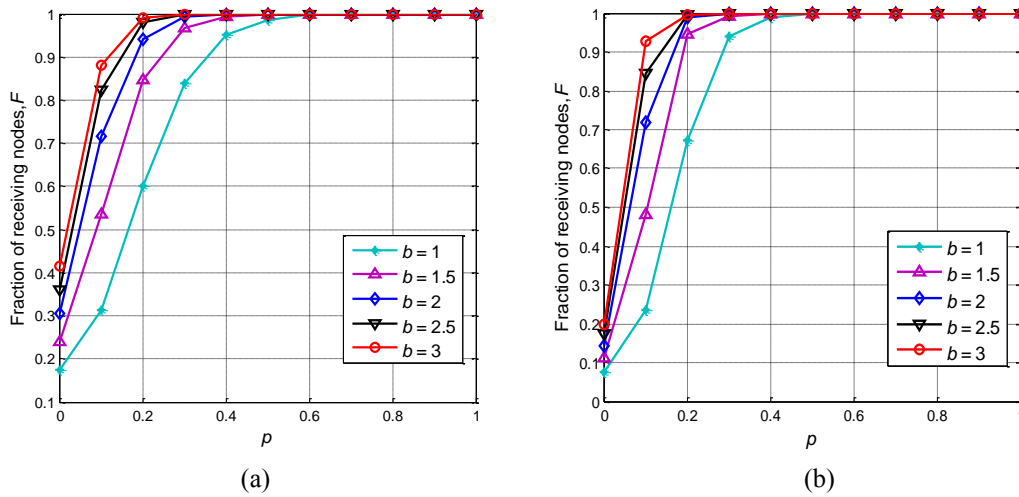 1
0.9
0.8
0.7
0.6
0.5
0.4
0.3
0.2
0.1
Fraction of receiving nodes, F
0 0.2 0.4 0.6 0.8 1
p
b = 1
b = 1.5
b = 2
b = 2.5
b = 3
(a)
1
0.9
0.8
0.7
0.6
0.5
0.4
0.3
0.2
0.1
0
Fraction of receiving nodes, F
0 0.2 0.4 0.6 0.8 1
p
b = 1
b = 1.5
b = 2
b = 2.5
b = 3
(b)